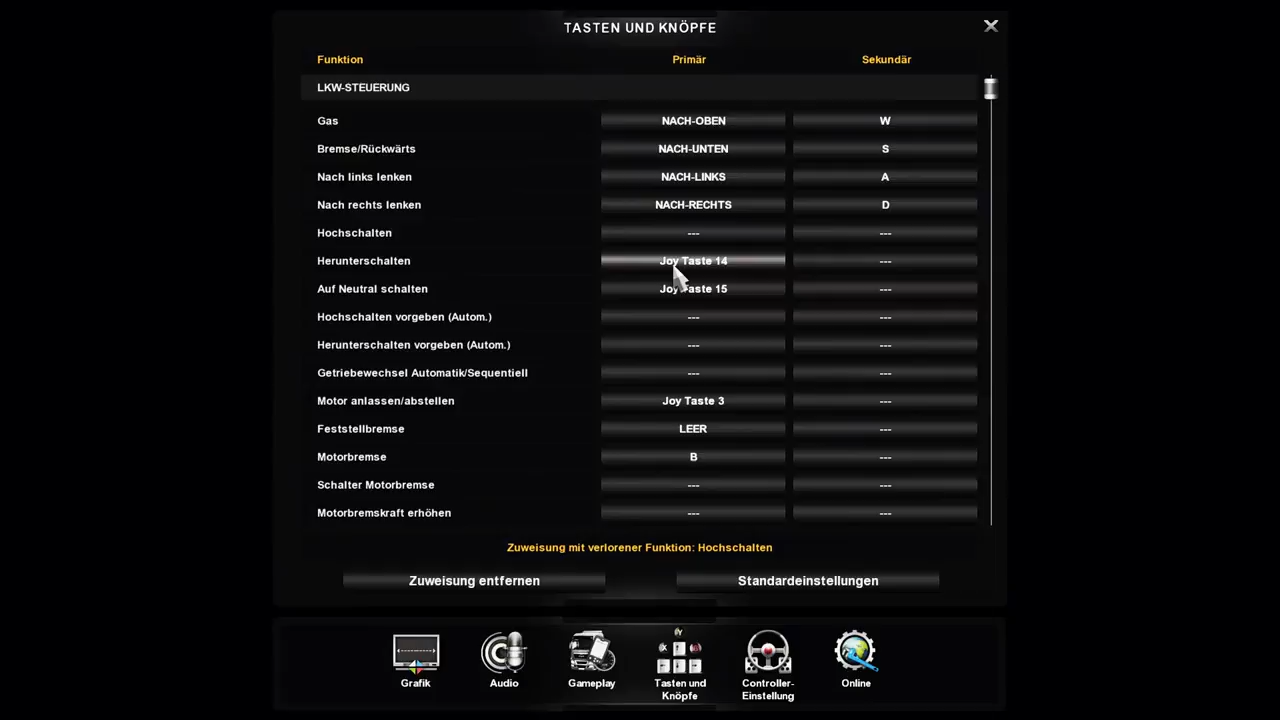 TASTEN UND KNÖPFE
Funktion Primär Sekundär
LKW-STEUERUNG
Gas NACH-OBEN W
Bremse/Rückwärts NACH-UNTEN S
Nach links lenken NACH-LINKS A
Nach rechts lenken NACH-RECHTS D
Hochschalten --- ---
Herunterschalten Joy Taste 14 ---
Auf Neutral schalten Joy Taste 15 ---
Hochschalten vorgeben (Autom.) --- ---
Herunterschalten vorgeben (Autom.) --- ---
Getriebewechsel Automatik/Sequentiell --- ---
Motor anlassen/abstellen Joy Taste 3 ---
Feststellbremse LEER ---
Motorbremse B ---
Schalter Motorbremse --- ---
Motorbremskraft erhöhen --- ---
Zuweisung mit verlorener Funktion: Hochschalten
Zuweisung entfernen Standardeinstellungen
Grafik Audio Gameplay Tasten und Knöpfe Controller-Einstellung Online